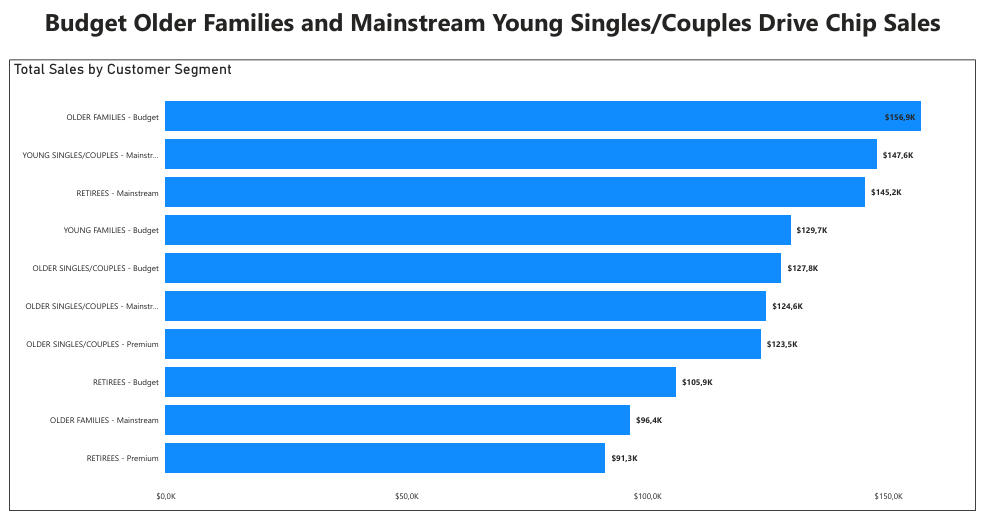 Budget Older Families and Mainstream Young Singles/Couples Drive Chip Sales
Total Sales by Customer Segment
OLDER FAMILIES - Budget $156,9K
YOUNG SINGLES/COUPLES - Mainstr... $147,6K
RETIREES - Mainstream $145,2K
YOUNG FAMILIES - Budget $129,7K
OLDER SINGLES/COUPLES - Budget $127,8K
OLDER SINGLES/COUPLES - Mainstr... $124,6K
OLDER SINGLES/COUPLES - Premium $123,5K
RETIREES - Budget $105,9K
OLDER FAMILIES - Mainstream $96,4K
RETIREES - Premium $91,3K
$0,0K $50,0K $100,0K $150,0K